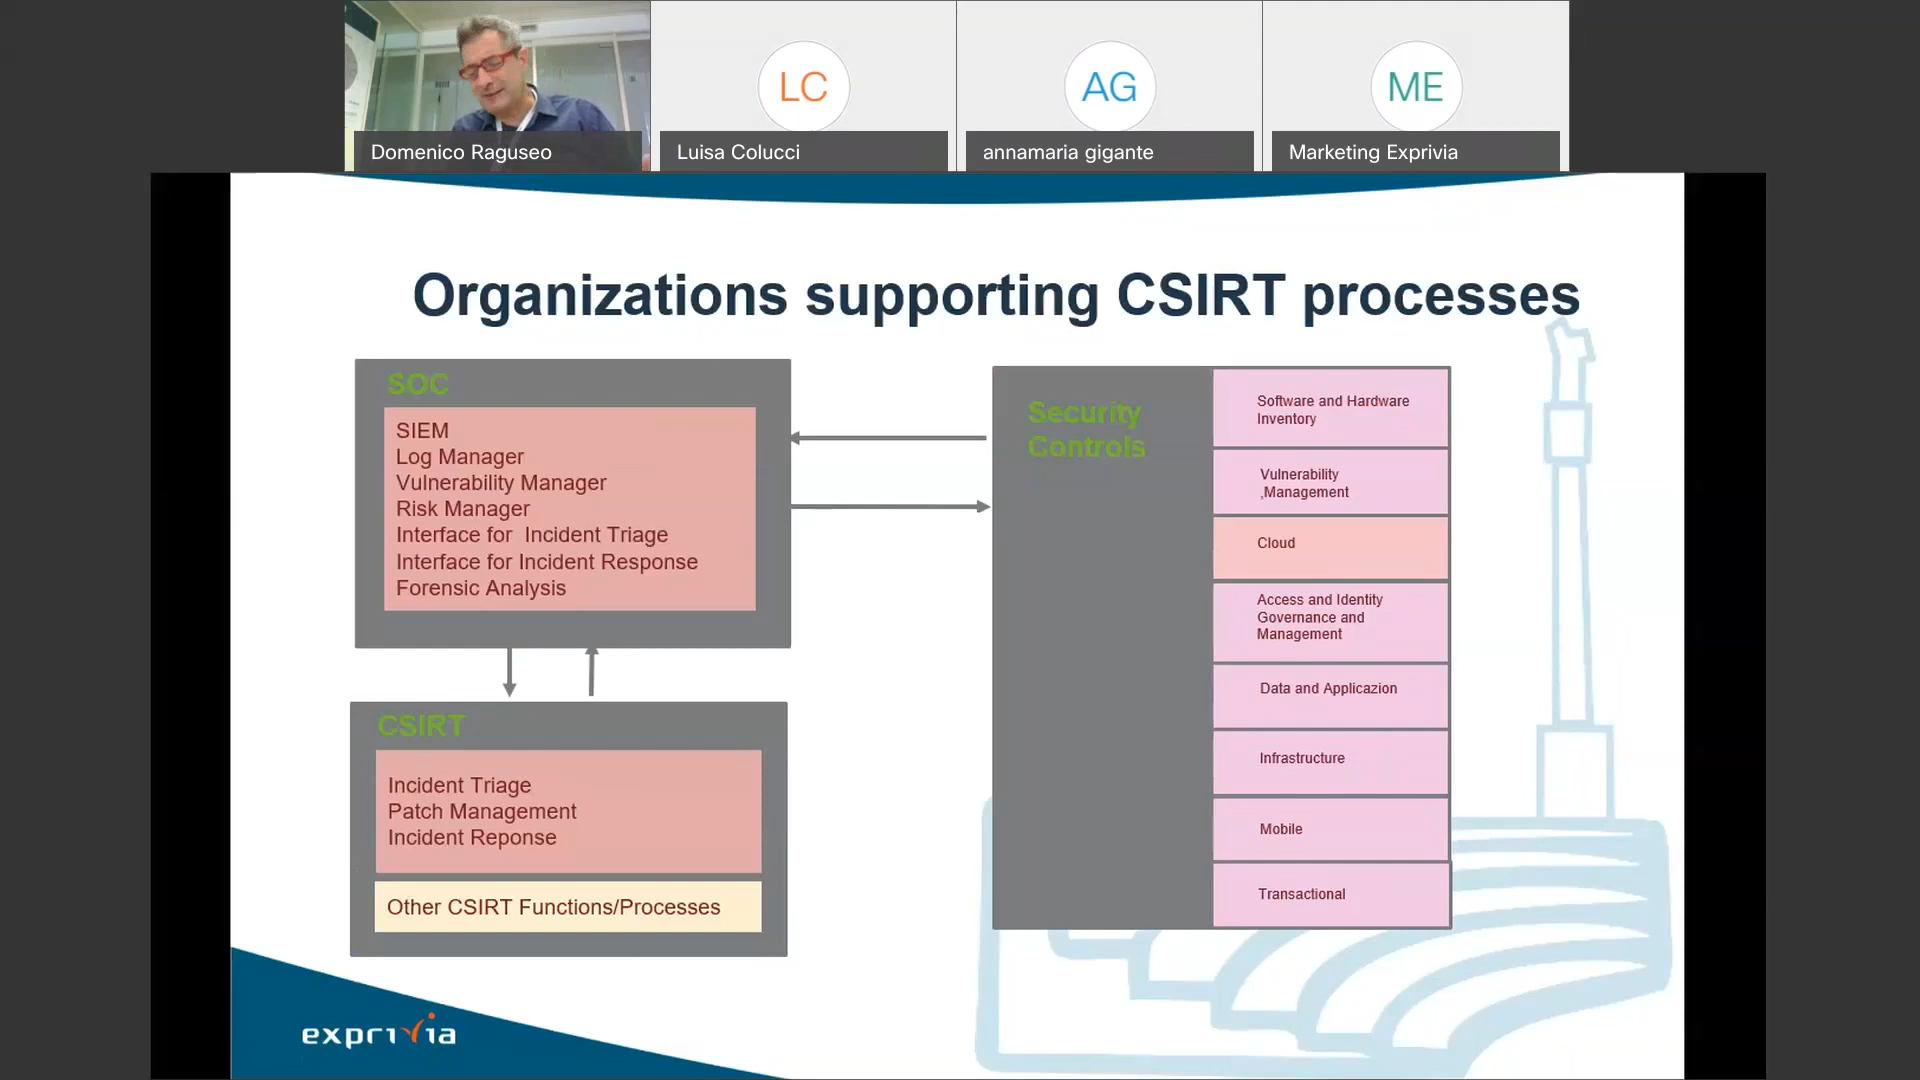 LC
AG
ME
Domenico Raguseo
Luisa Colucci
annamaria gigante
Marketing Exprivia
Organizations supporting CSIRT processes
SOC
SIEM
Log Manager
Vulnerability Manager
Risk Manager
Interface for  Incident Triage
Interface for Incident Response
Forensic Analysis
CSIRT
Incident Triage
Patch Management
Incident Reponse
Other CSIRT Functions/Processes
Security
Controls
Software and Hardware
Inventory
Vulnerability
,Management
Cloud
Access and Identity
Governance and
Management
Data and Applicazion
Infrastructure
Mobile
Transactional
exprivia